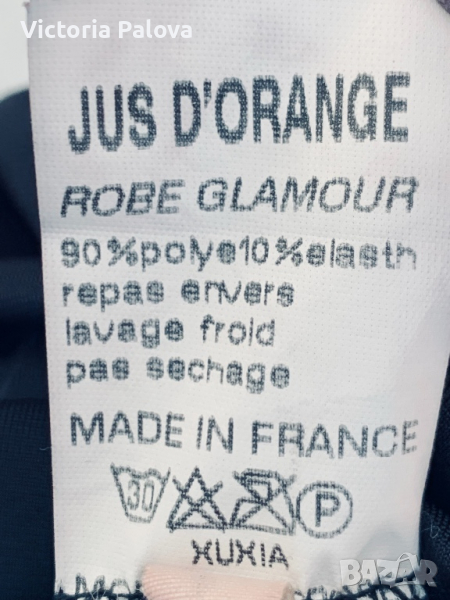 Victoria Palova
JUS D'ORANGE
ROBE GLAMOUR
90%polye10%elasth
repas envers
lavage froid
pas sechage
MADE IN FRANCE
30 P
XUXIA
BAZAR